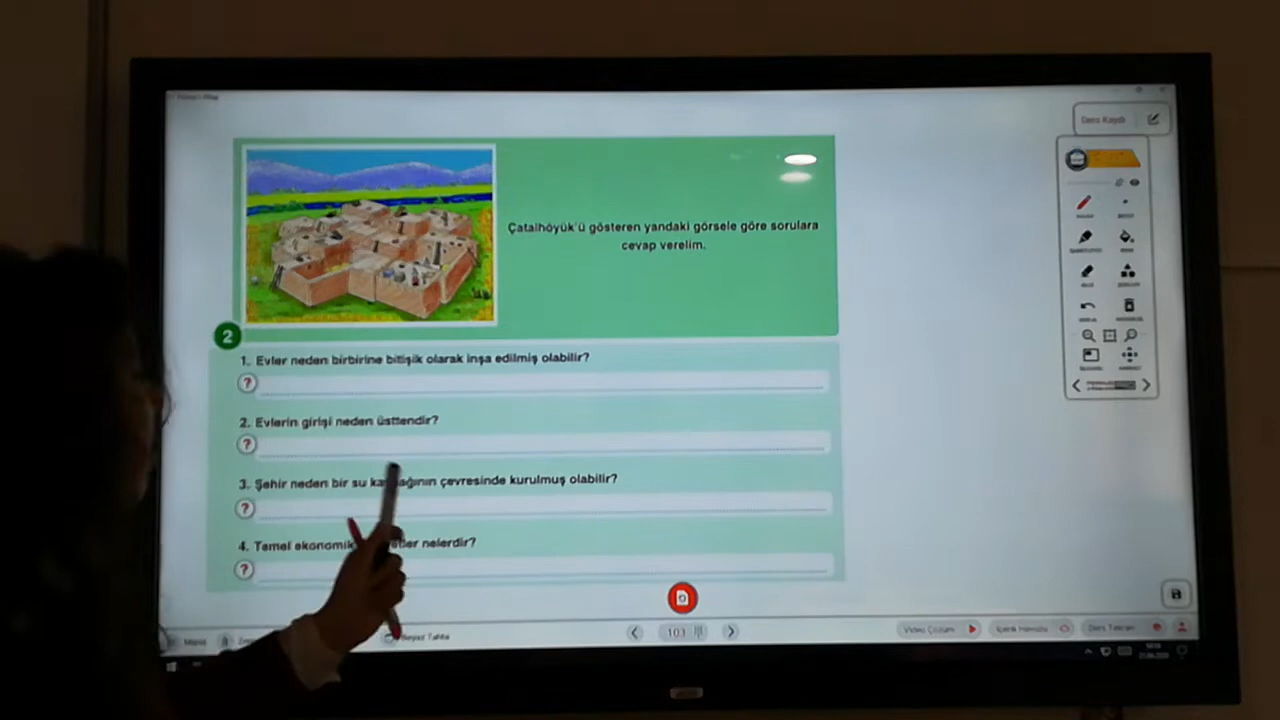 Ders Kaydı
Çatalhöyük'ü gösteren yandaki görsele göre sorulara
cevap verelim.
2
1. Evler neden birbirine bitişik olarak inşa edilmiş olabilir?
?
2. Evlerin girişi neden üsttendir?
?
3. Şehir neden bir su çevresinde kurulmuş olabilir?
?
4. Temel ekonomik nelerdir?
?
103
Menü
Beyaz Tahta
Video Çözüm
Ders Tekrarı